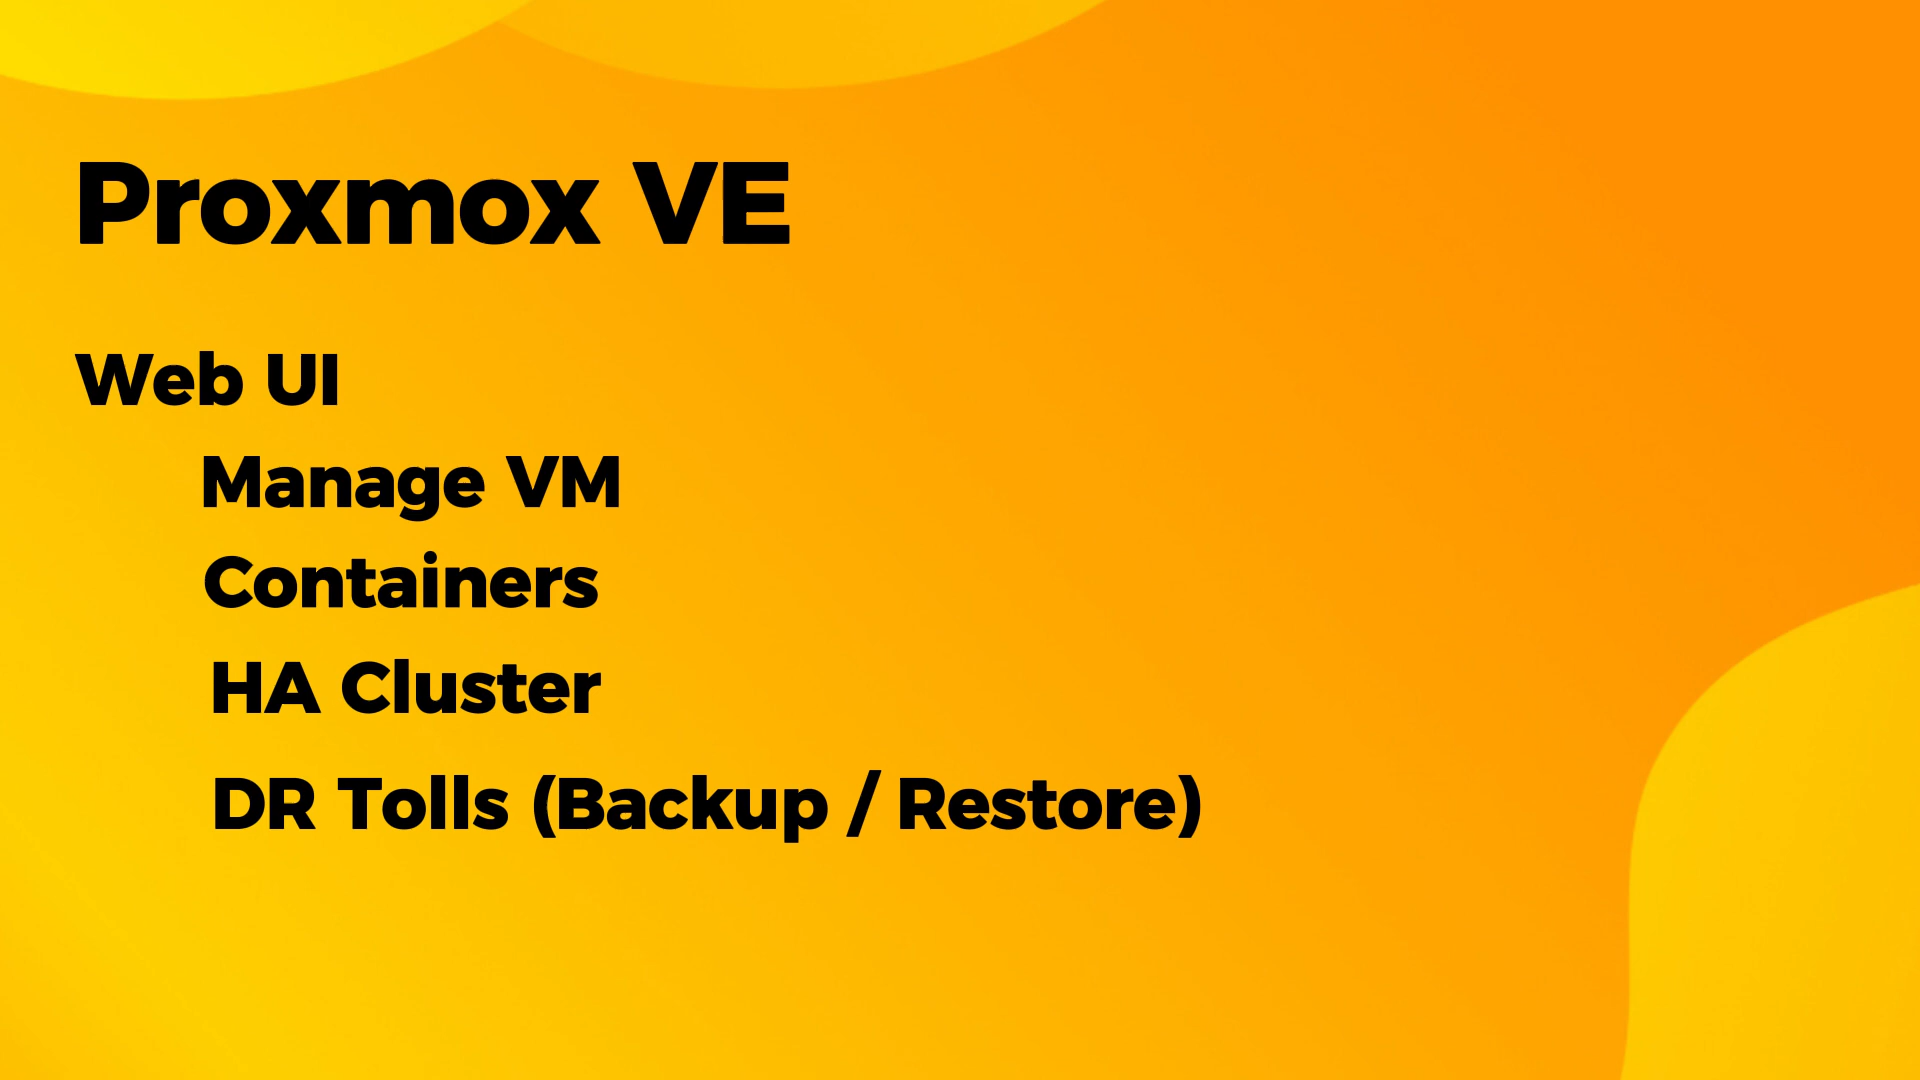 Proxmox VE
Web UI
Manage VM
Containers
HA Cluster
DR Tolls (Backup / Restore)